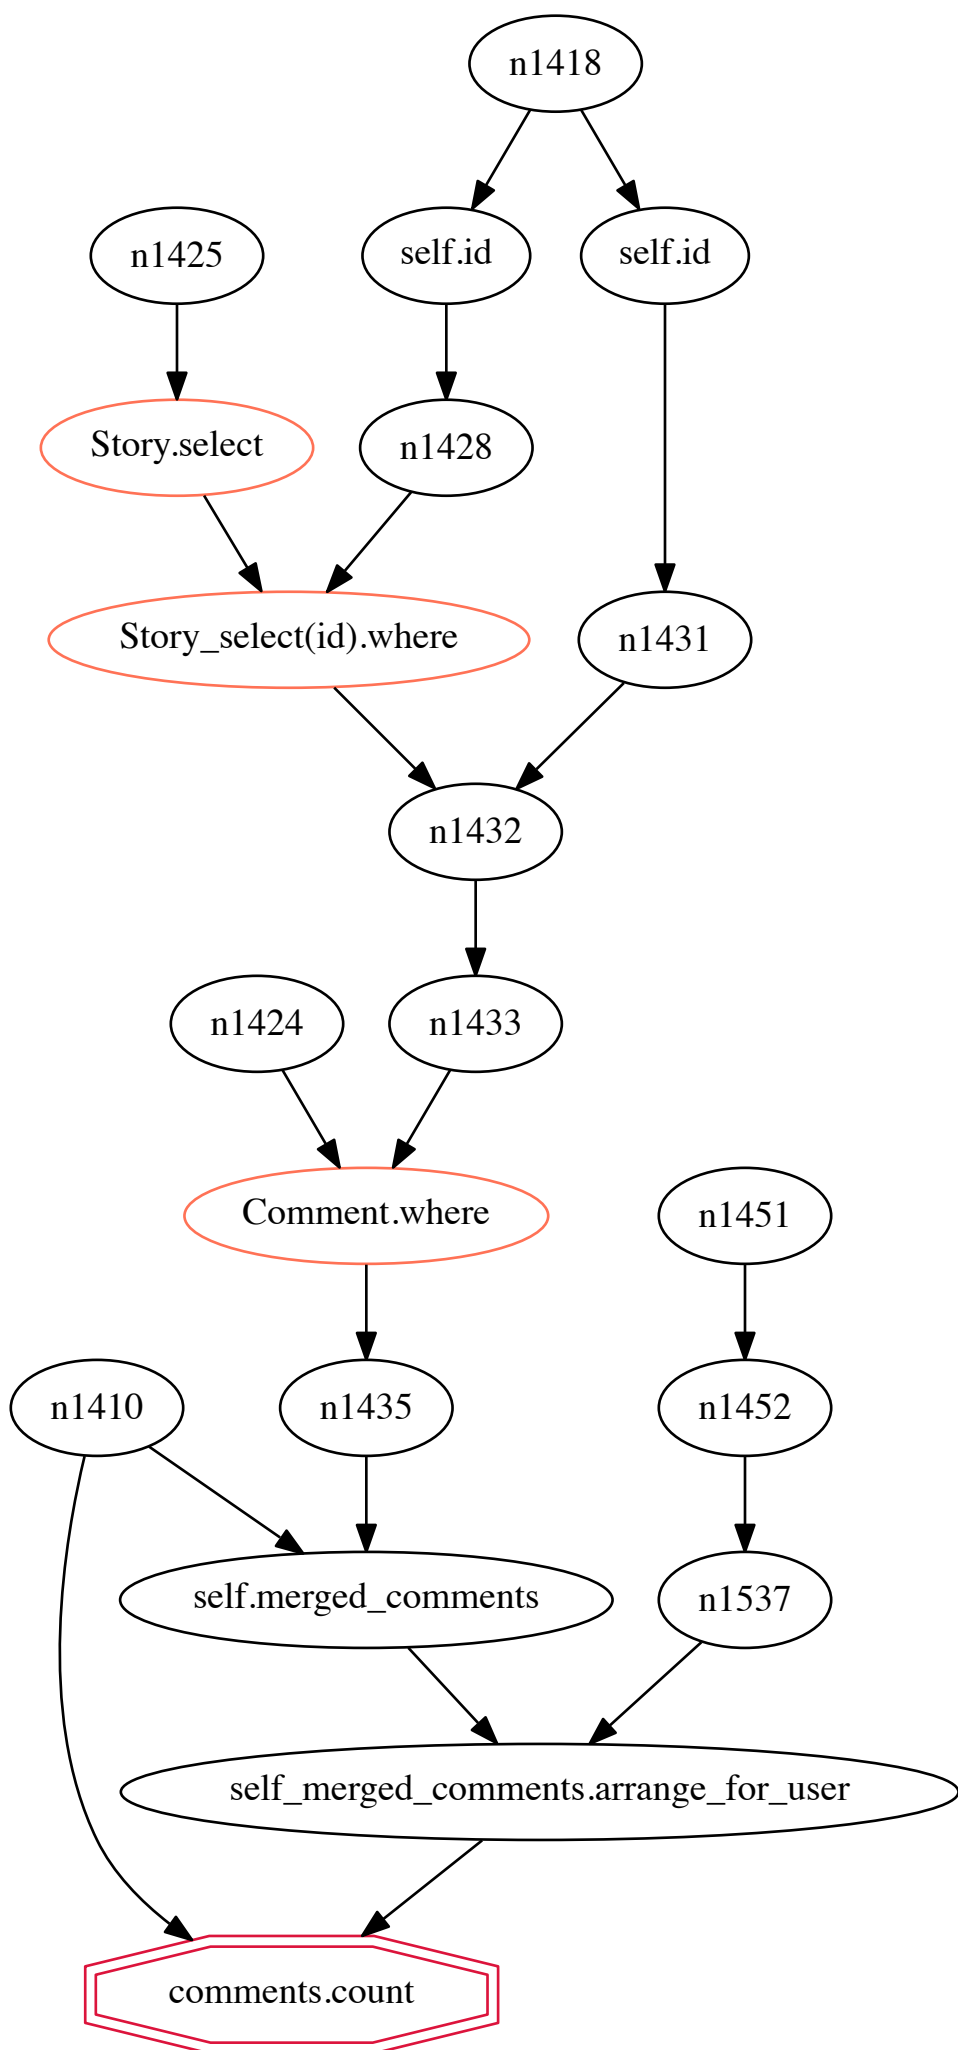 n1418
n1425
self.id
self.id
Story.select
n1428
Story_select(id).where
n1431
n1432
n1424
n1433
Comment.where
n1451
n1410
n1435
n1452
self.merged_comments
n1537
self_merged_comments.arrange_for_user
comments.count